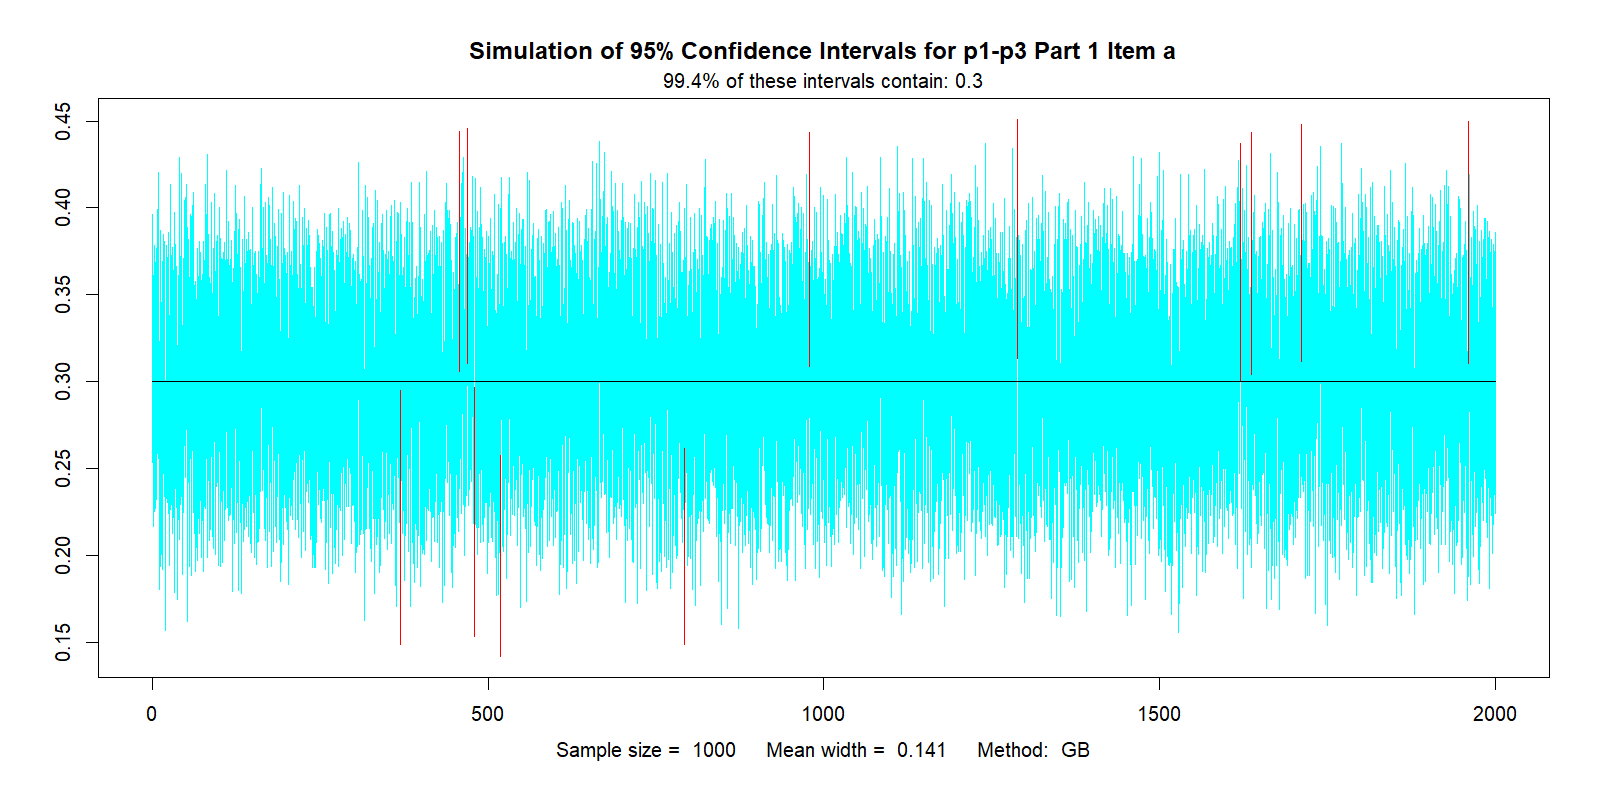 Simulation of 95% Confidence Intervals for p1-p3 Part 1 Item a
99.4% of these intervals contain: 0.3
0.45
0.40
0.35
0.30
0.25
0.20
0.15
0 500 1000 1500 2000
Sample size = 1000 Mean width = 0.141 Method: GB